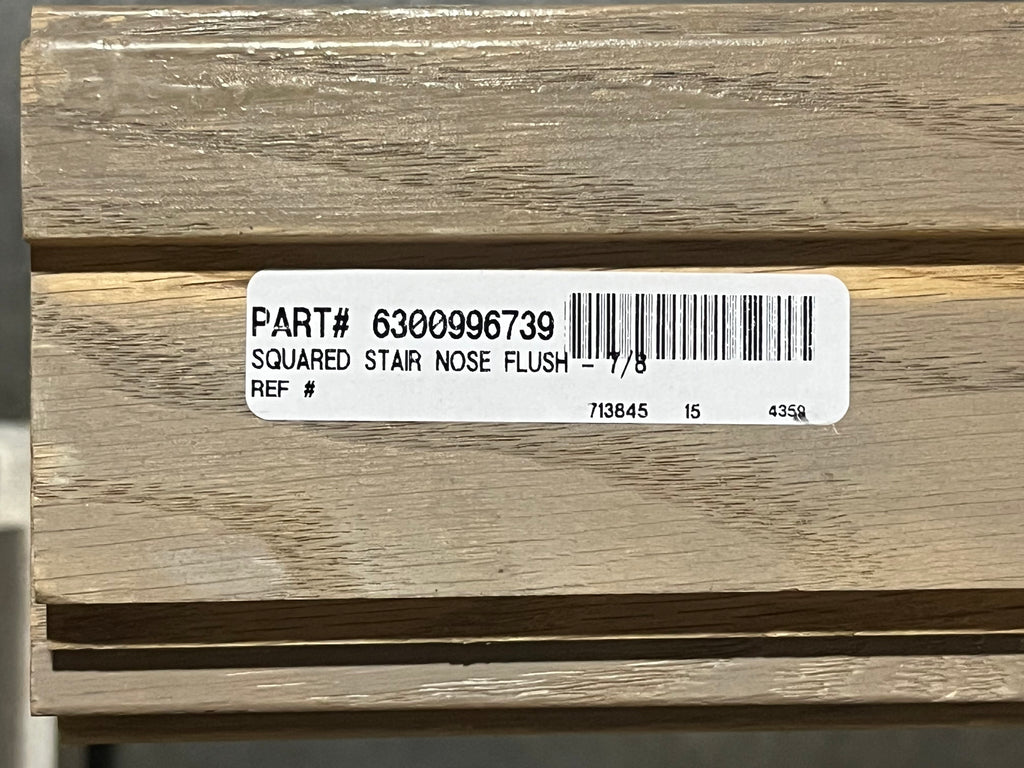 PART# 6300996739
SQUARED STAIR NOSE FLUSH - 7/8
REF #
713845 15 4359